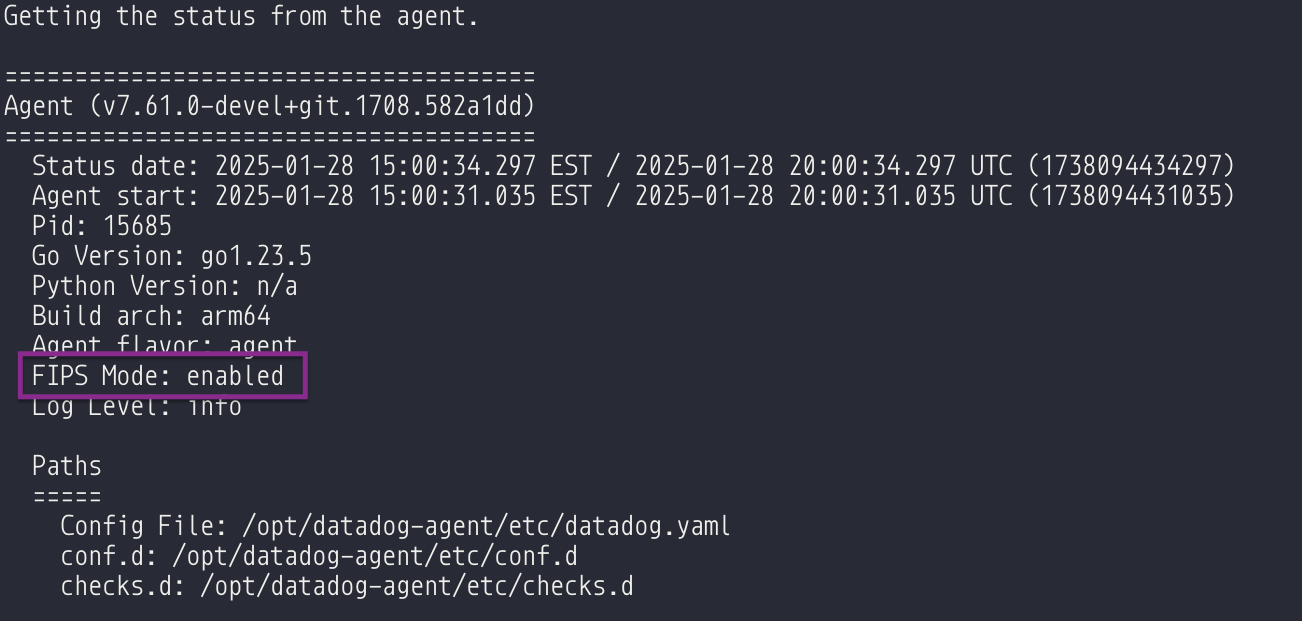 Getting the status from the agent.
======================================
Agent (v7.61.0-devel+git.1708.582a1dd)
======================================
Status date: 2025-01-28 15:00:34.297 EST / 2025-01-28 20:00:34.297 UTC (1738094434297)
Agent start: 2025-01-28 15:00:31.035 EST / 2025-01-28 20:00:31.035 UTC (1738094431035)
Pid: 15685
Go Version: go1.23.5
Python Version: n/a
Build arch: arm64
Agent flavor: agent
FIPS Mode: enabled
Log Level: info
Paths
=====
Config File: /opt/datadog-agent/etc/datadog.yaml
conf.d: /opt/datadog-agent/etc/conf.d
checks.d: /opt/datadog-agent/etc/checks.d